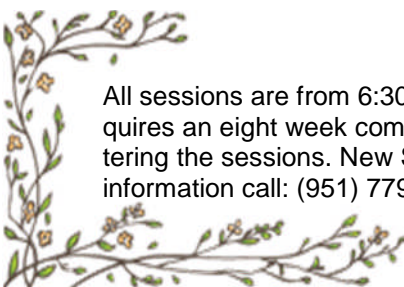 All sessions are from 6:30
quires an eight week com
tering the sessions. New S
information call: (951) 779